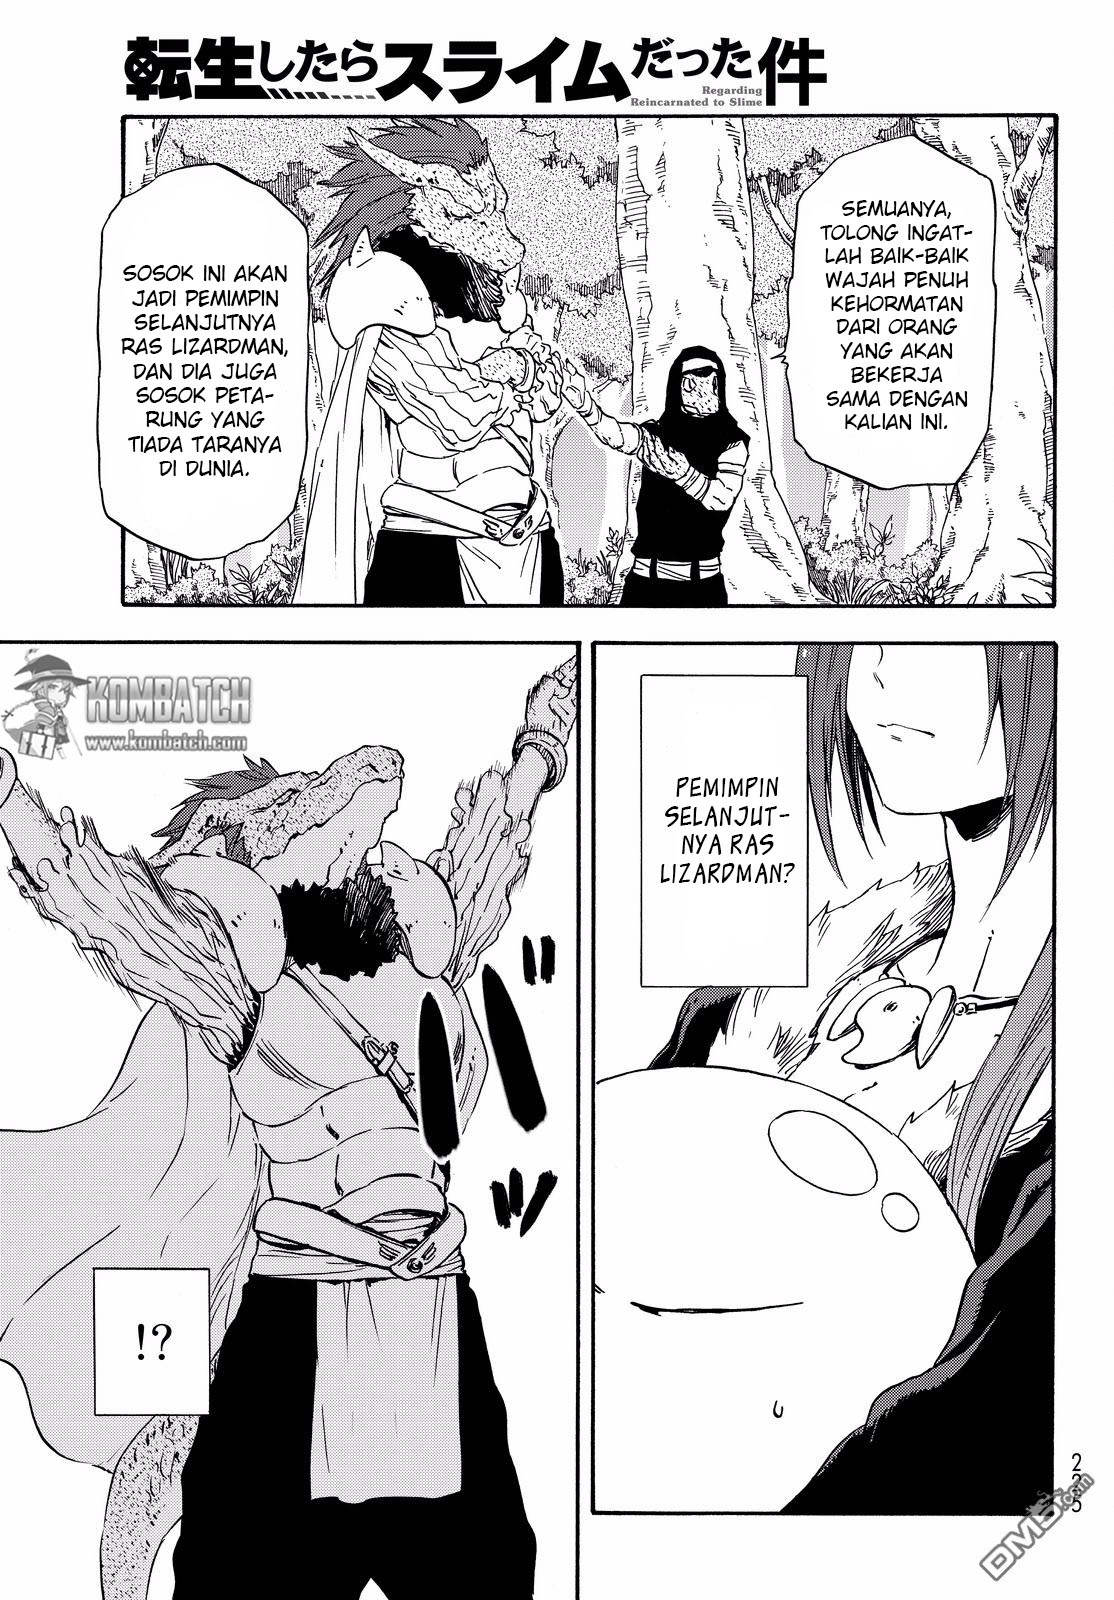 転生したらスライムだった件
Regarding
Reincarnated to Slime
SEMUANYA,
TOLONG INGAT-
LAH BAIK-BAIK
WAJAH PENUH
KEHORMATAN
DARI ORANG
YANG AKAN
BEKERJA
SAMA DENGAN
KALIAN INI.
SOSOK INI AKAN
JADI PEMIMPIN
SELANJUTNYA
RAS LIZARDMAN,
DAN DIA JUGA
SOSOK PETA-
RUNG YANG
TIADA TARANYA
DI DUNIA.
PEMIMPIN
SELANJUT-
NYA RAS
LIZARDMAN?
KOMBATCH
www.kombatch.com
!?
225